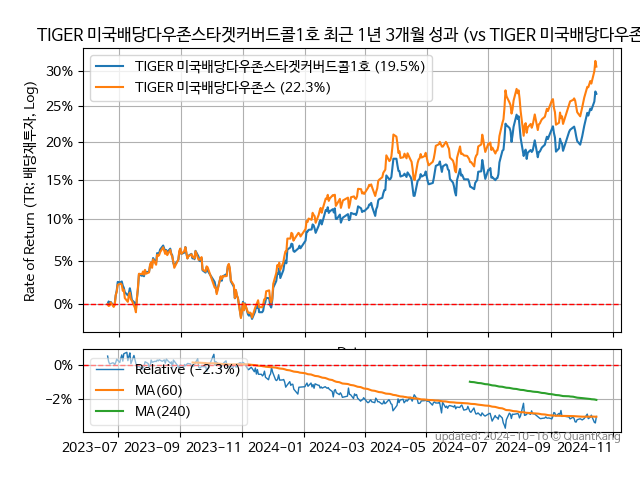 TIGER 미국배당다우존스타겟커버드콜1호 최근 1년 3개월 성과 (vs TIGER 미국배당다우존
TIGER 미국배당다우존스타겟커버드콜1호 (19.5%)
TIGER 미국배당다우존스 (22.3%)
Rate of Return (TR: 배당재투자, Log)
30%
25%
20%
15%
10%
5%
0%
0%
−2%
Relative (−2.3%)
MA(60)
MA(240)
updated: 2024-10-16 © QuantKang
2023-07 2023-09 2023-11 2024-01 2024-03 2024-05 2024-07 2024-09 2024-11